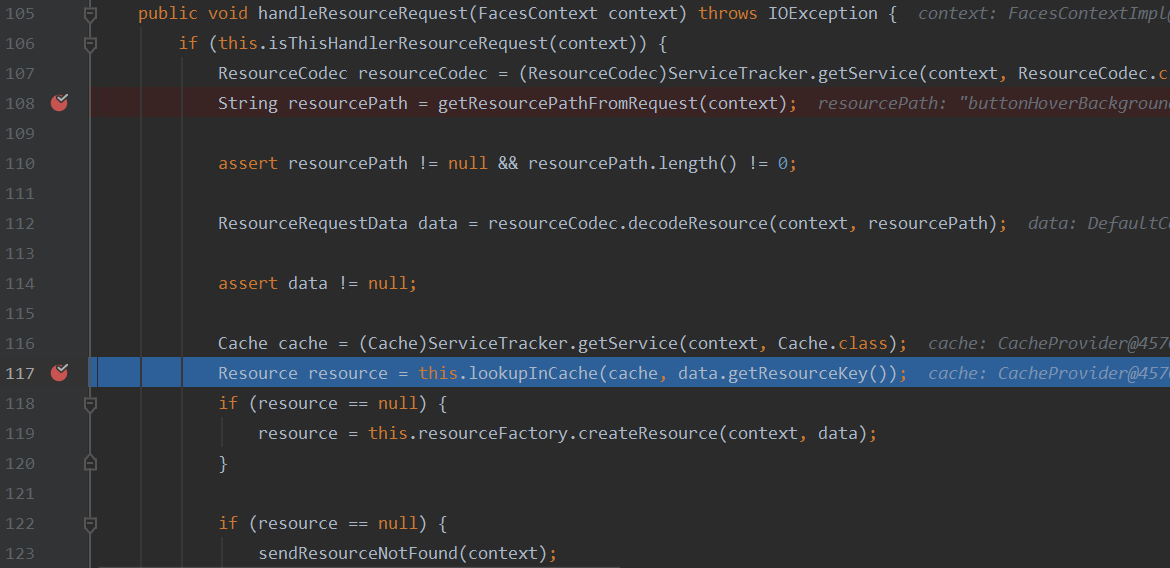 105 public void handleResourceRequest(FacesContext context) throws IOException { context: FacesContextImpl@
106 if (this.isThisHandlerResourceRequest(context)) {
107 ResourceCodec resourceCodec = (ResourceCodec)ServiceTracker.getService(context, ResourceCodec.c
108 String resourcePath = getResourcePathFromRequest(context); resourcePath: "buttonHoverBackground
109
110 assert resourcePath != null && resourcePath.length() != 0;
111
112 ResourceRequestData data = resourceCodec.decodeResource(context, resourcePath); data: DefaultCo
113
114 assert data != null;
115
116 Cache cache = (Cache)ServiceTracker.getService(context, Cache.class); cache: CacheProvider@4576
117 Resource resource = this.lookupInCache(cache, data.getResourceKey()); cache: CacheProvider@4576
118 if (resource == null) {
119 resource = this.resourceFactory.createResource(context, data);
120 }
121
122 if (resource == null) {
123 sendResourceNotFound(context);